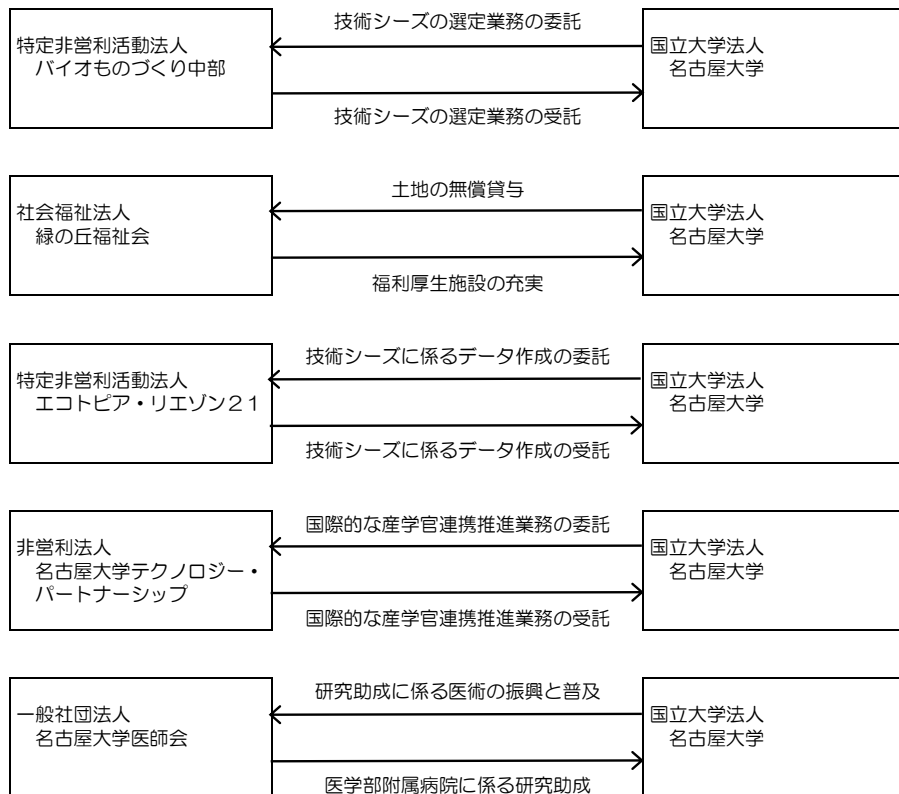 技術シーズの選定業務の委託
特定非営利活動法人
バイオものづくり中部
国立大学法人
名古屋大学
技術シーズの選定業務の受託
土地の無償貸与
社会福祉法人
緑の丘福祉会
国立大学法人
名古屋大学
福利厚生施設の充実
技術シーズに係るデータ作成の委託
特定非営利活動法人
エコトピア・リエゾン21
国立大学法人
名古屋大学
技術シーズに係るデータ作成の受託
国際的な産学官連携推進業務の委託
非営利法人
名古屋大学テクノロジー・
パートナーシップ
国立大学法人
名古屋大学
国際的な産学官連携推進業務の受託
研究助成に係る医術の振興と普及
一般社団法人
名古屋大学医師会
国立大学法人
名古屋大学
医学部附属病院に係る研究助成